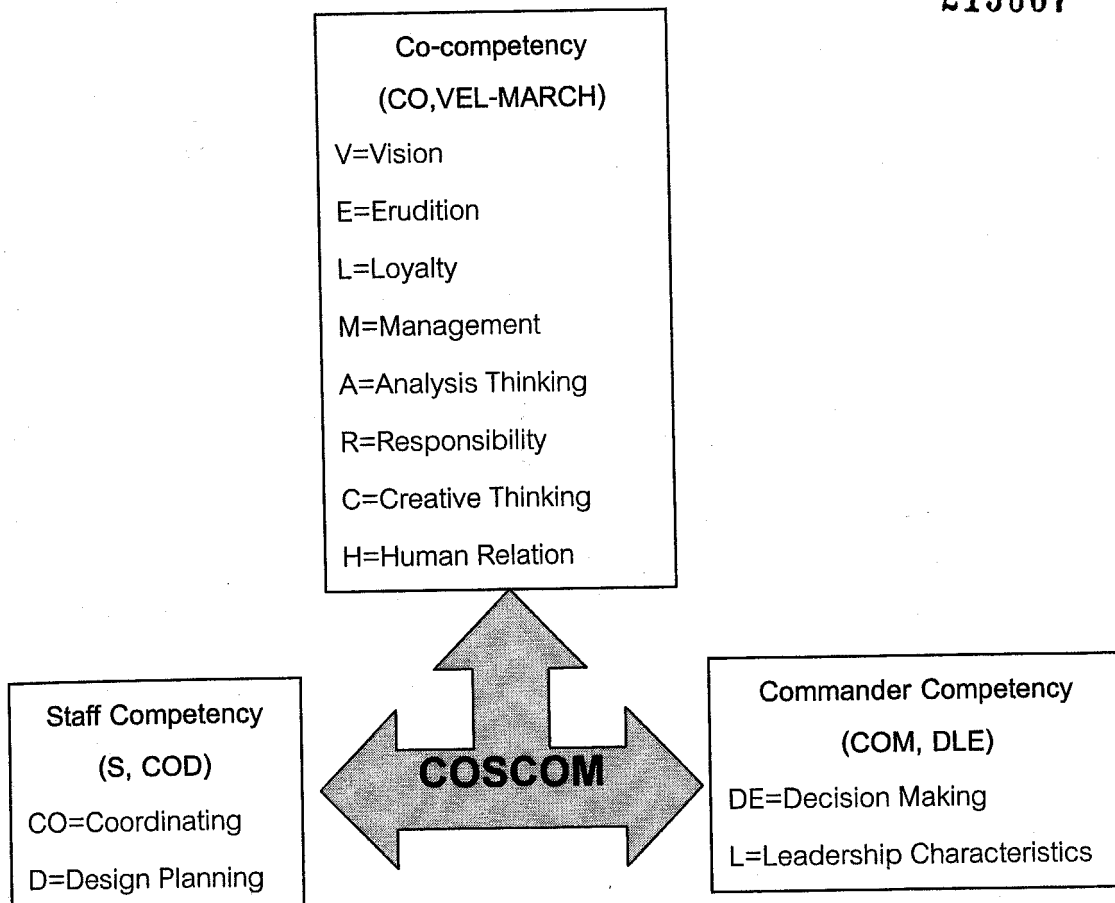 Co-competency
(CO,VEL-MARCH)
V=Vision
E=Erudition
L=Loyalty
M=Management
A=Analysis Thinking
R=Responsibility
C=Creative Thinking
H=Human Relation
Staff Competency
(S, COD)
CO=Coordinating
D=Design Planning
COSCOM
Commander Competency
(COM, DLE)
DE=Decision Making
L=Leadership Characteristics